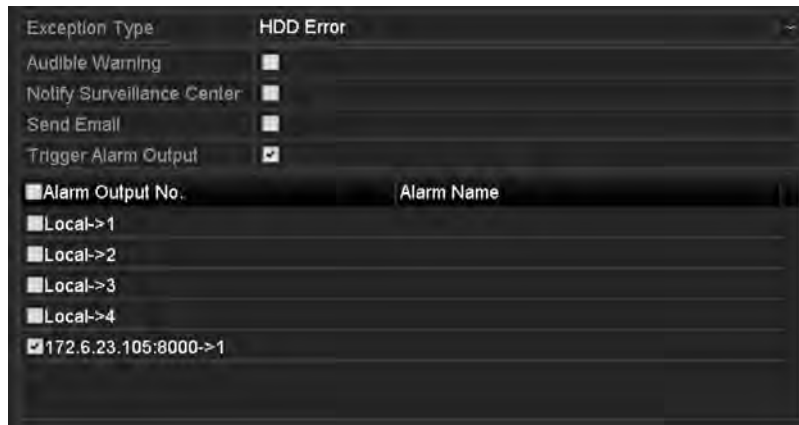 Exception Type HDD Error
Audible Warning
Notify Surveillance Center
Send Email
Trigger Alarm Output
Alarm Output No. Alarm Name
Local->1
Local->2
Local->3
Local->4
172.6.23.105:8000->1